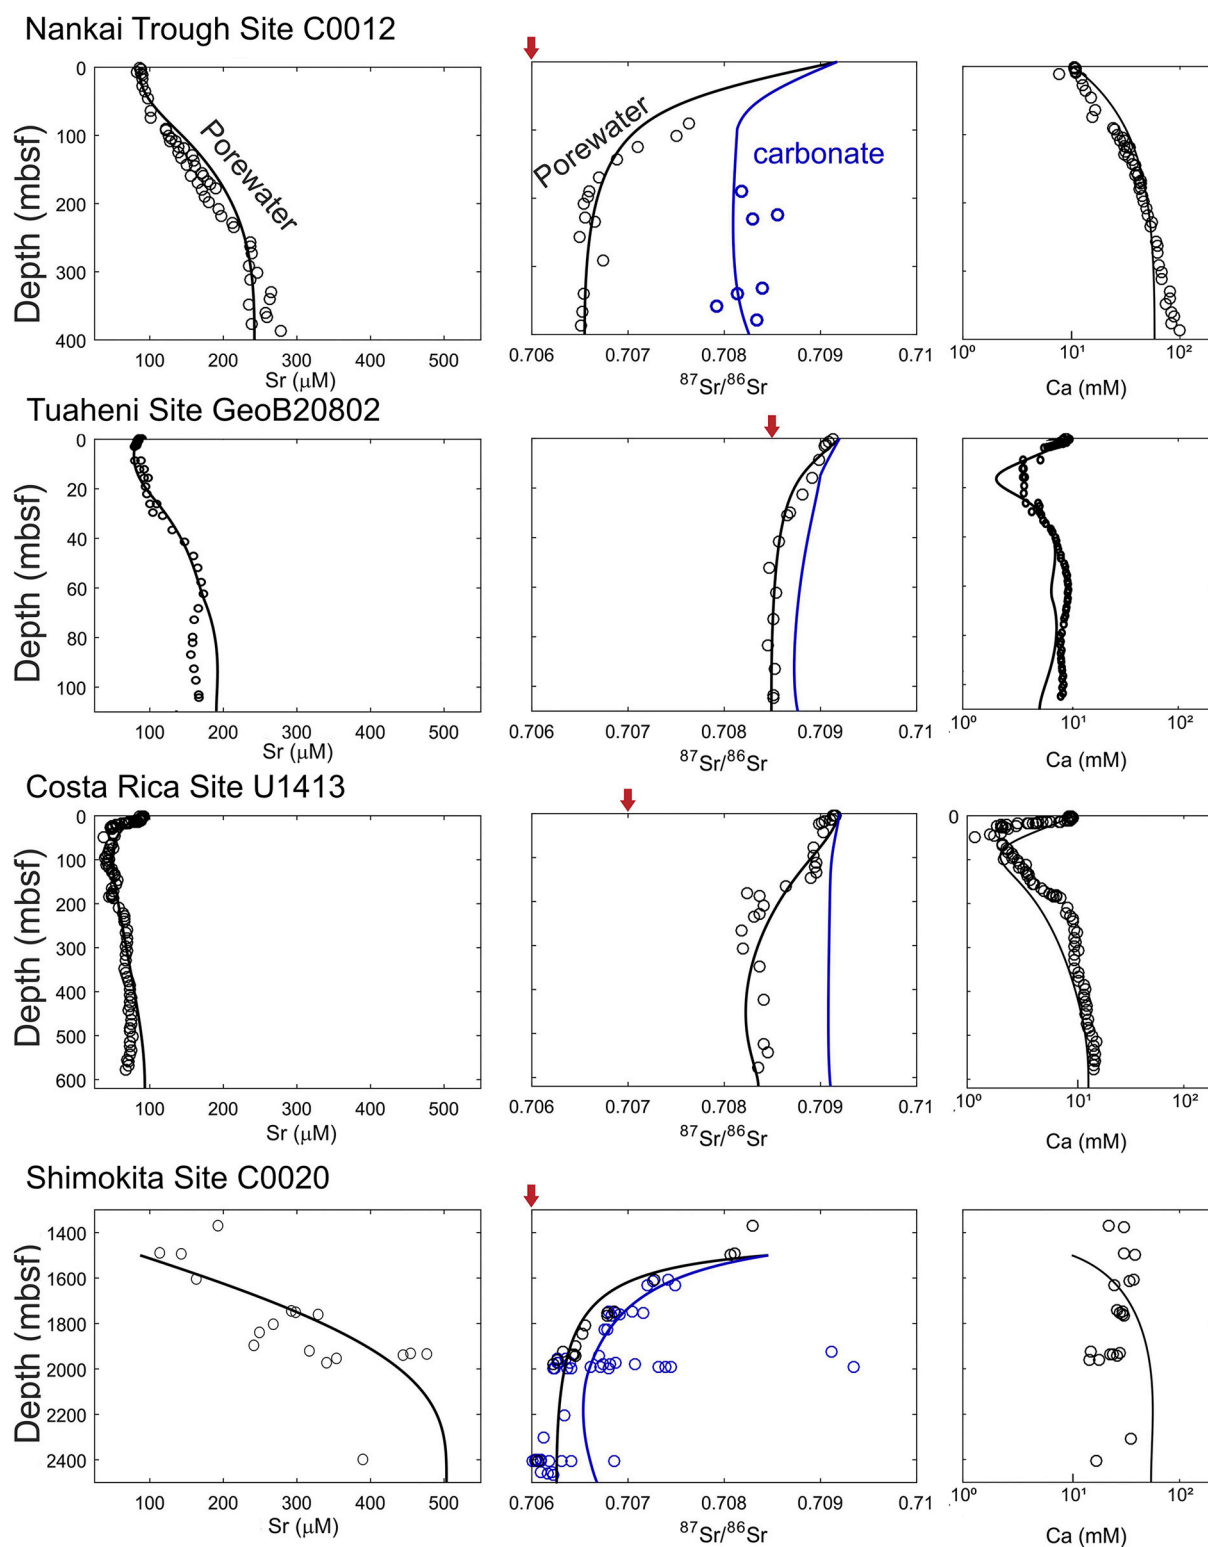 Nankai Trough Site C0012
0
100
200
300
400
Depth (mbsf)
Porewater
100 200 300 400 500
Sr (μM)
Porewater
carbonate
0.706 0.707 0.708 0.709 0.71
⁸⁷Sr/⁸⁶Sr
10⁰ 10¹ 10²
Ca (mM)
Tuaheni Site GeoB20802
0
20
40
60
80
100
Depth (mbsf)
100 200 300 400 500
Sr (μM)
0.706 0.707 0.708 0.709 0.71
⁸⁷Sr/⁸⁶Sr
10⁰ 10¹ 10²
Ca (mM)
Costa Rica Site U1413
0
100
200
300
400
500
600
Depth (mbsf)
100 200 300 400 500
Sr (μM)
0.706 0.707 0.708 0.709 0.71
⁸⁷Sr/⁸⁶Sr
0
10⁰ 10¹ 10²
Ca (mM)
Shimokita Site C0020
1400
1600
1800
2000
2200
2400
Depth (mbsf)
100 200 300 400 500
Sr (μM)
0.706 0.707 0.708 0.709 0.71
⁸⁷Sr/⁸⁶Sr
10⁰ 10¹ 10²
Ca (mM)